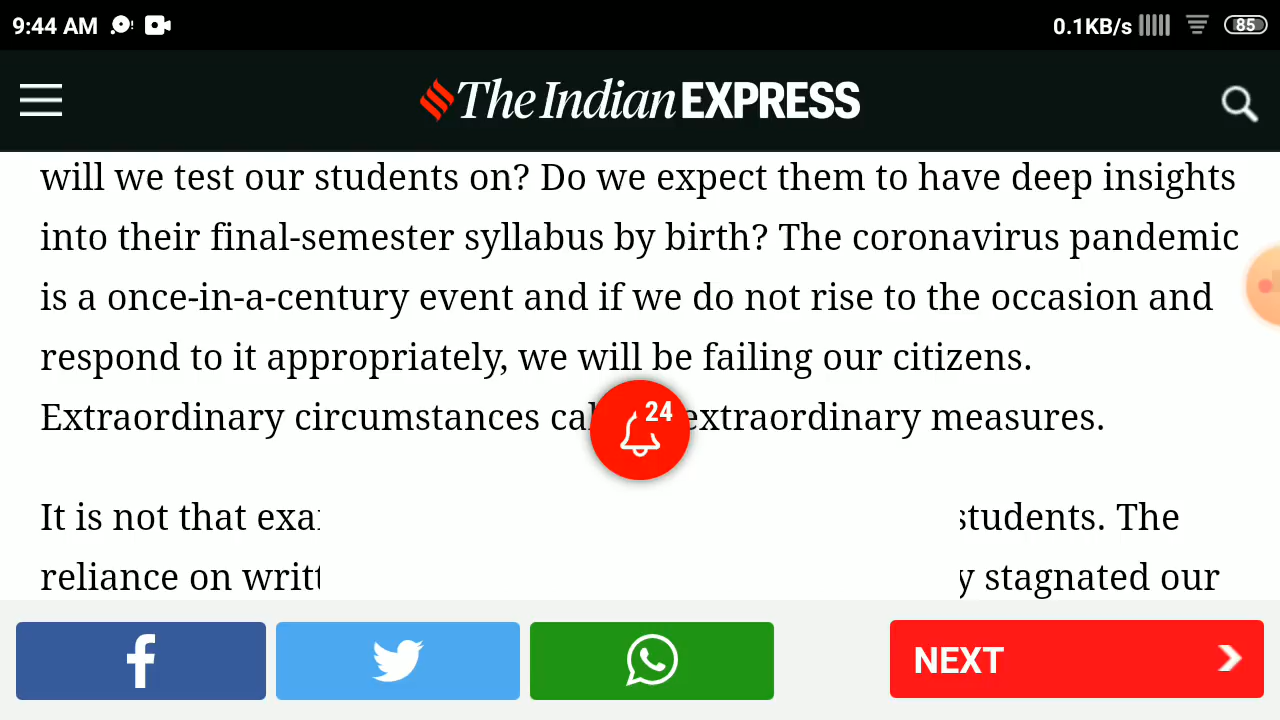 9:44 AM 0.1KB/s 85
The Indian EXPRESS
will we test our students on? Do we expect them to have deep insights
into their final-semester syllabus by birth? The coronavirus pandemic
is a once-in-a-century event and if we do not rise to the occasion and
respond to it appropriately, we will be failing our citizens.
Extraordinary circumstances extraordinary measures.
24
It is not that students. The
reliance on stagnated our
NEXT